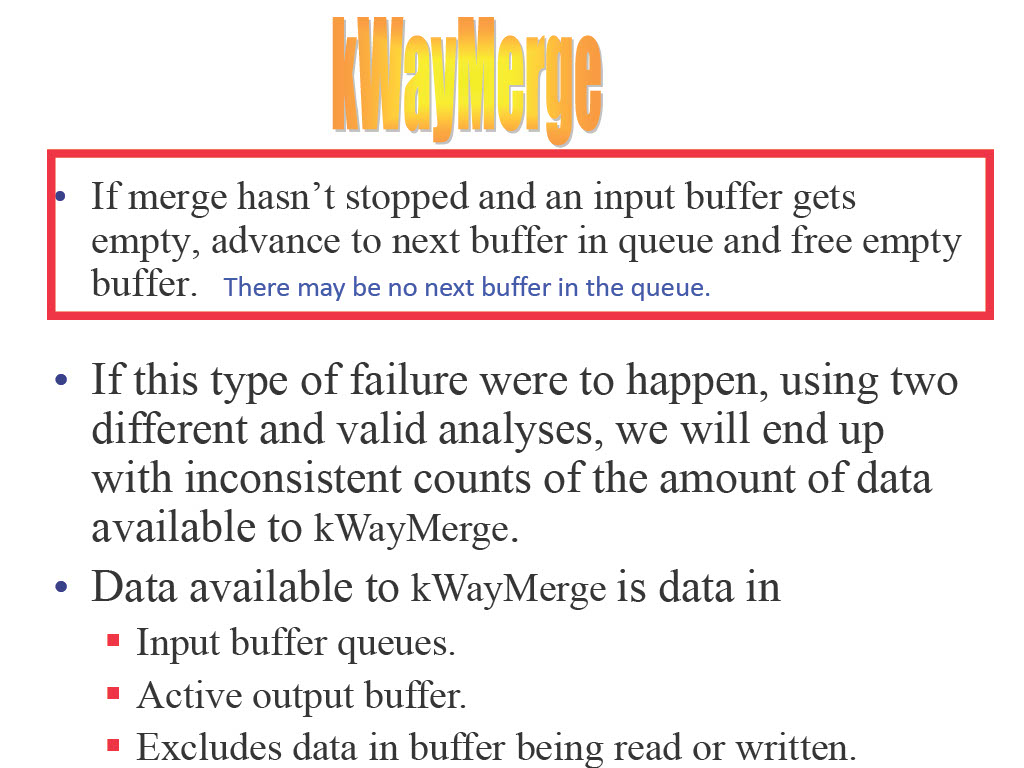 kWayMerge
• If merge hasn’t stopped and an input buffer gets
empty, advance to next buffer in queue and free empty
buffer. There may be no next buffer in the queue.
• If this type of failure were to happen, using two
different and valid analyses, we will end up
with inconsistent counts of the amount of data
available to kWayMerge.
• Data available to kWayMerge is data in
▪ Input buffer queues.
▪ Active output buffer.
▪ Excludes data in buffer being read or written.